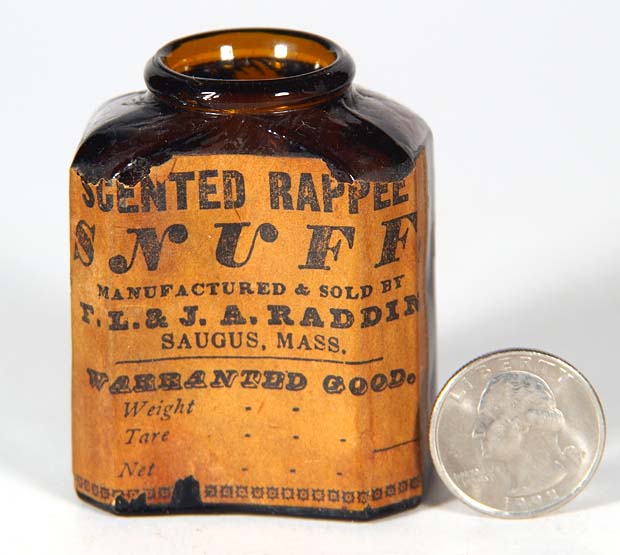 SCENTED RAPPEE
SNUFF
MANUFACTURED & SOLD BY
F. L. & J. A. RADDIN
SAUGUS, MASS.
WARRANTED GOOD.
Weight - -
Tare - - -
Net - - -
LIBERTY